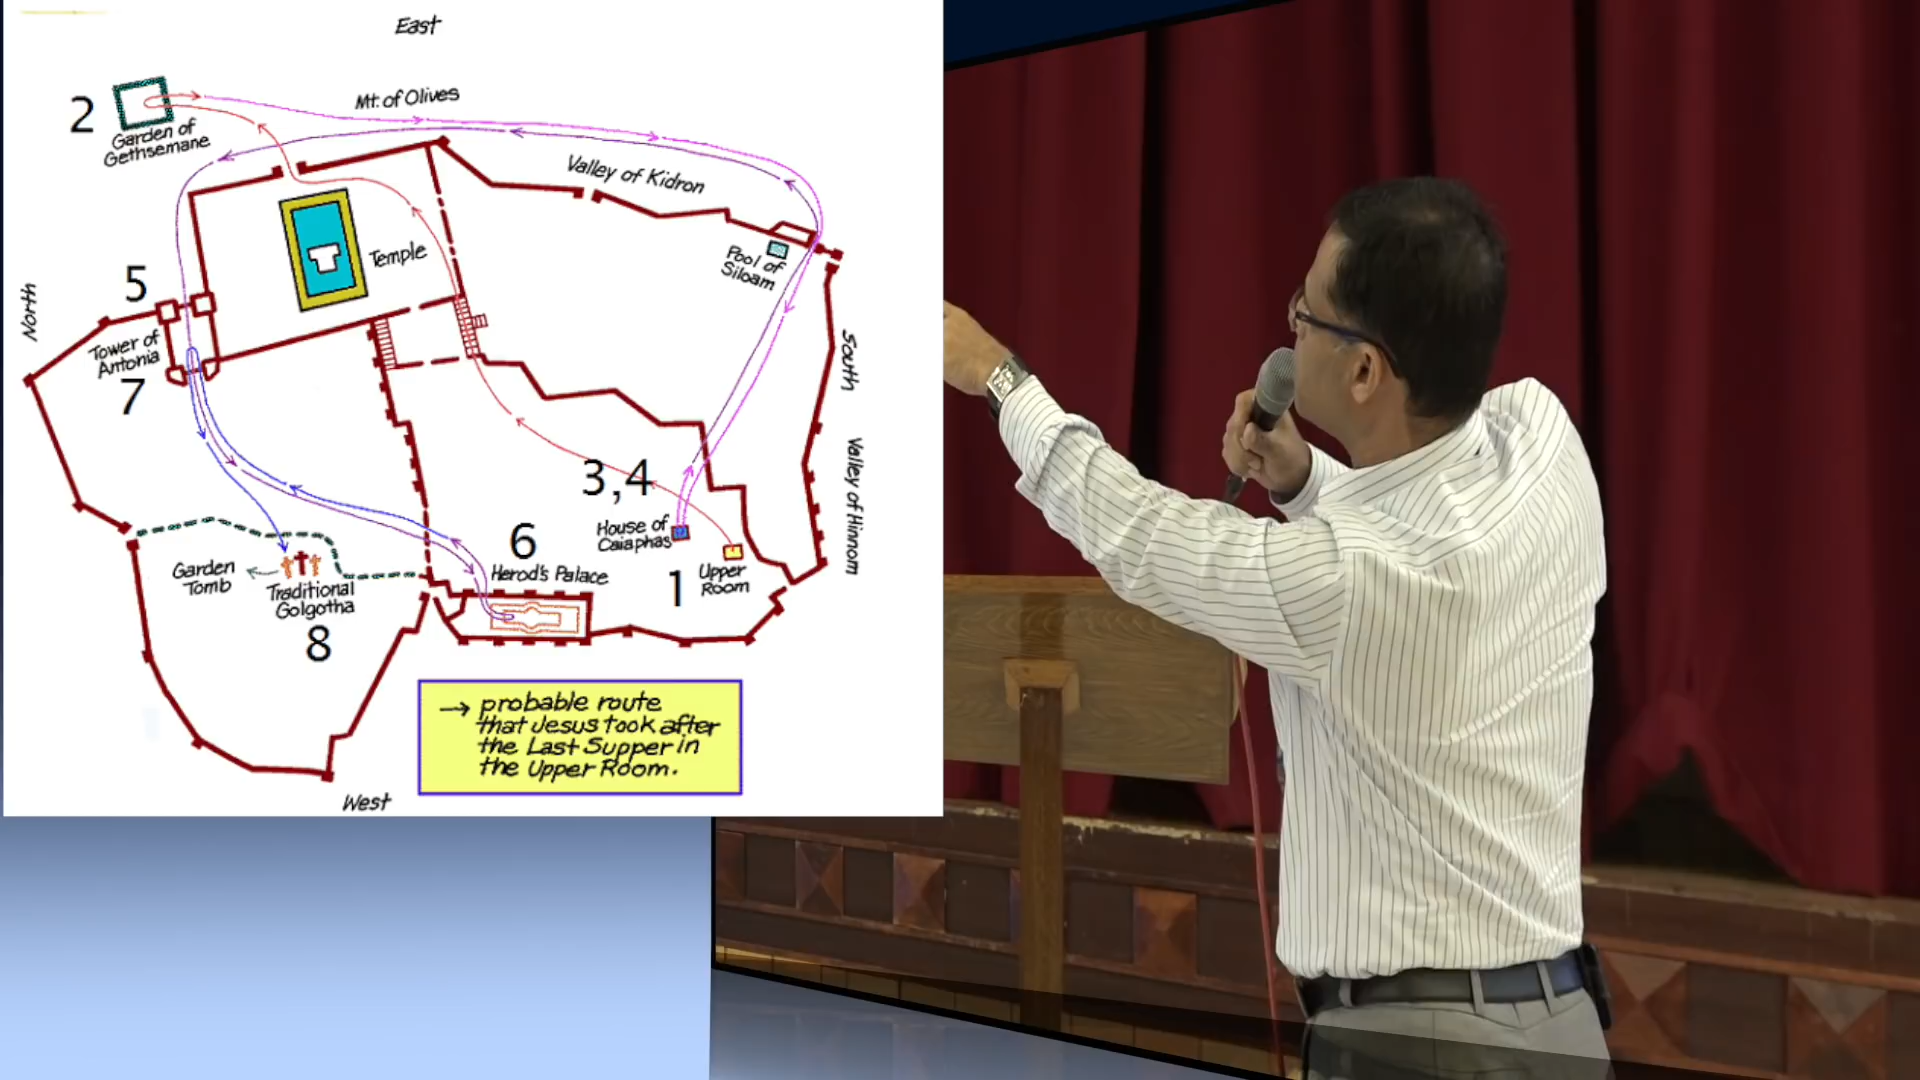 East
2
Garden of
Gethsemane
Mt. of Olives
Valley of Kidron
Pool of
Siloam
Temple
North
5
Tower of
Antonia
7
South
Valley of Hinnom
3,4
House of
Caiaphas
6
Herod's Palace
1
Upper
Room
Garden
Tomb
Traditional
Golgotha
8
→ probable route
that Jesus took after
the Last Supper in
the Upper Room.
West